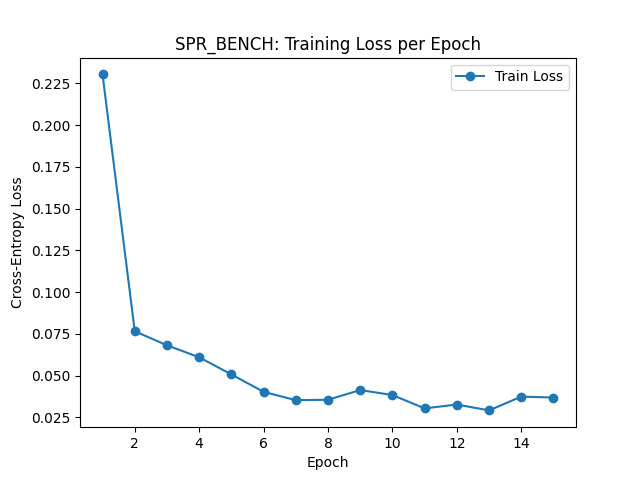 SPR_BENCH: Training Loss per Epoch
Train Loss
Cross-Entropy Loss
0.225
0.200
0.175
0.150
0.125
0.100
0.075
0.050
0.025
2 4 6 8 10 12 14
Epoch